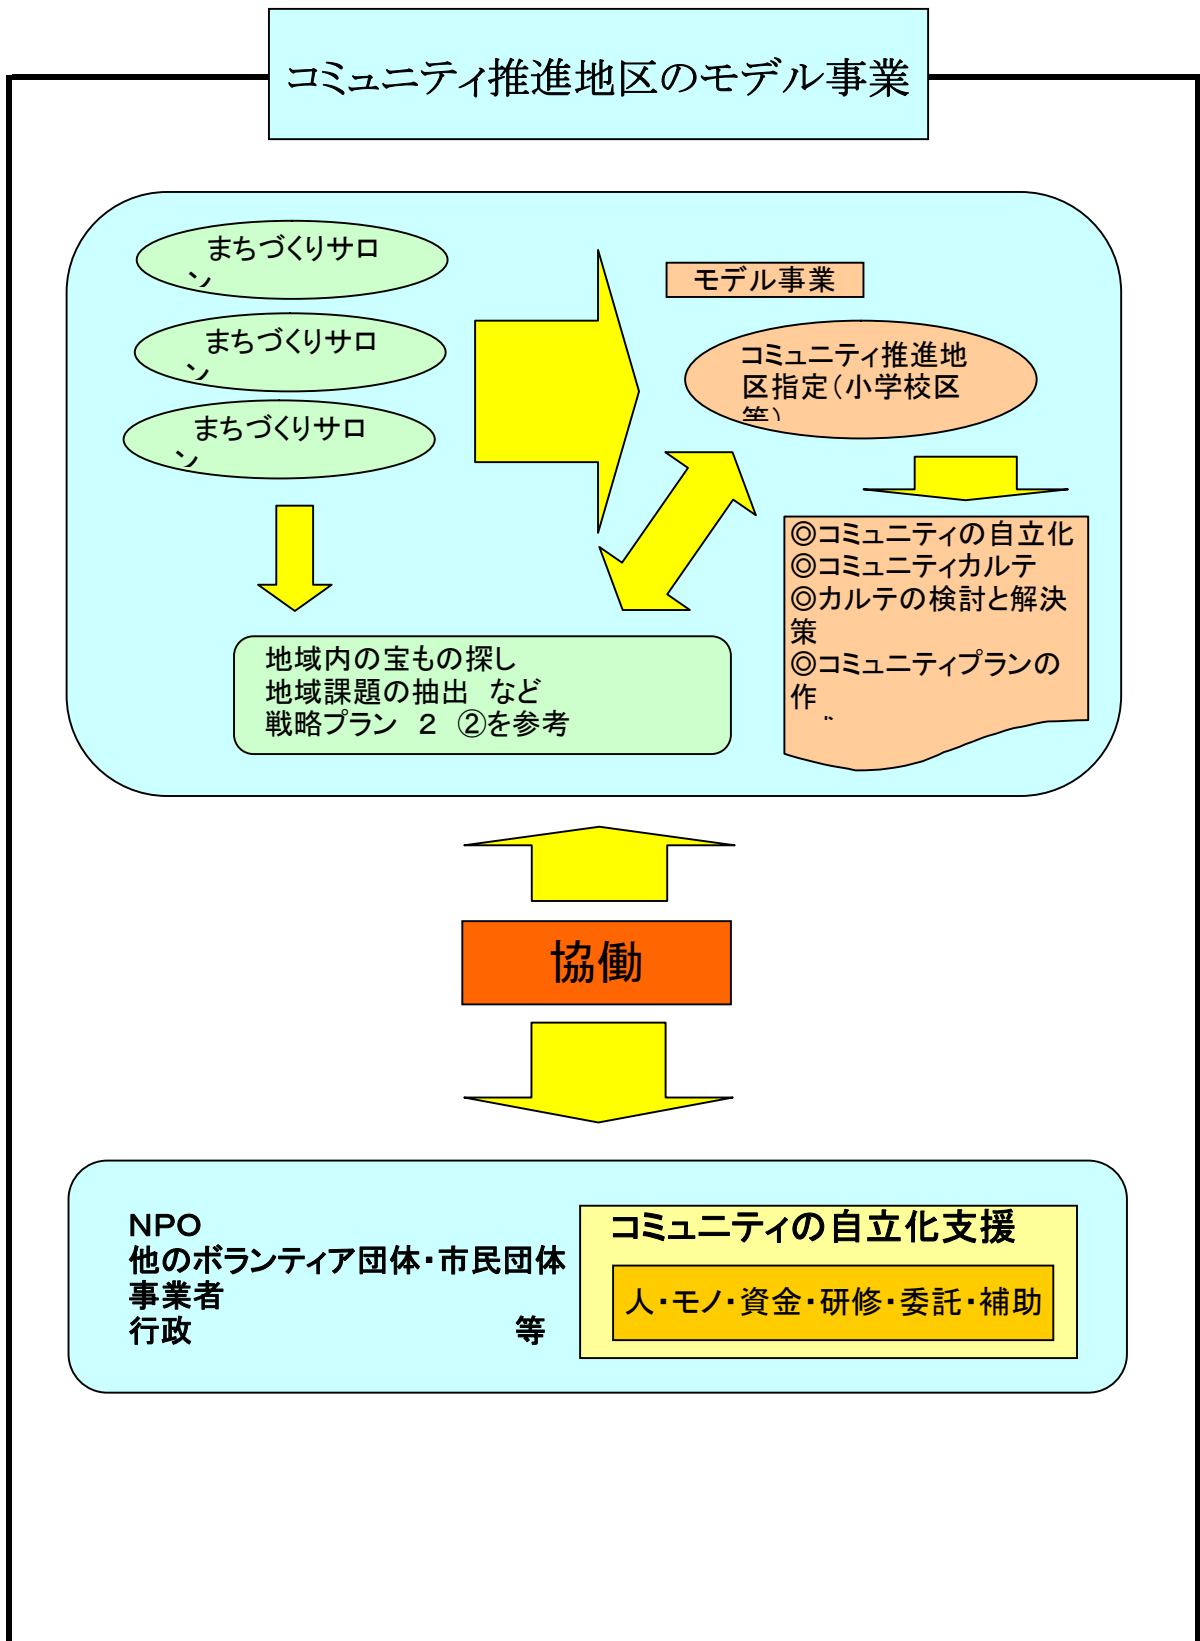 コミュニティ推進地区のモデル事業
まちづくりサロ
ン
まちづくりサロ
ン
まちづくりサロ
ン
モデル事業
コミュニティ推進地
区指定（小学校区
等）
◎コミュニティの自立化
◎コミュニティカルテ
◎カルテの検討と解決
策
◎コミュニティプランの
作
地域内の宝もの探し
地域課題の抽出　など
戦略プラン　２　②を参考
協働
NPO
他のボランティア団体・市民団体
事業者
行政　等
コミュニティの自立化支援
人・モノ・資金・研修・委託・補助